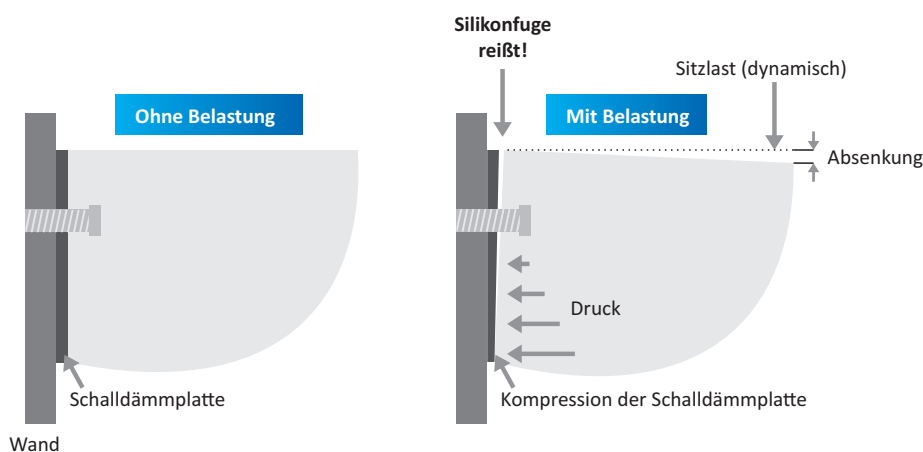 Silikonfuge
reißt!
Sitzlast (dynamisch)
Ohne Belastung
Mit Belastung
Absenkung
Druck
Schalldämmplatte
Kompression der Schalldämmplatte
Wand